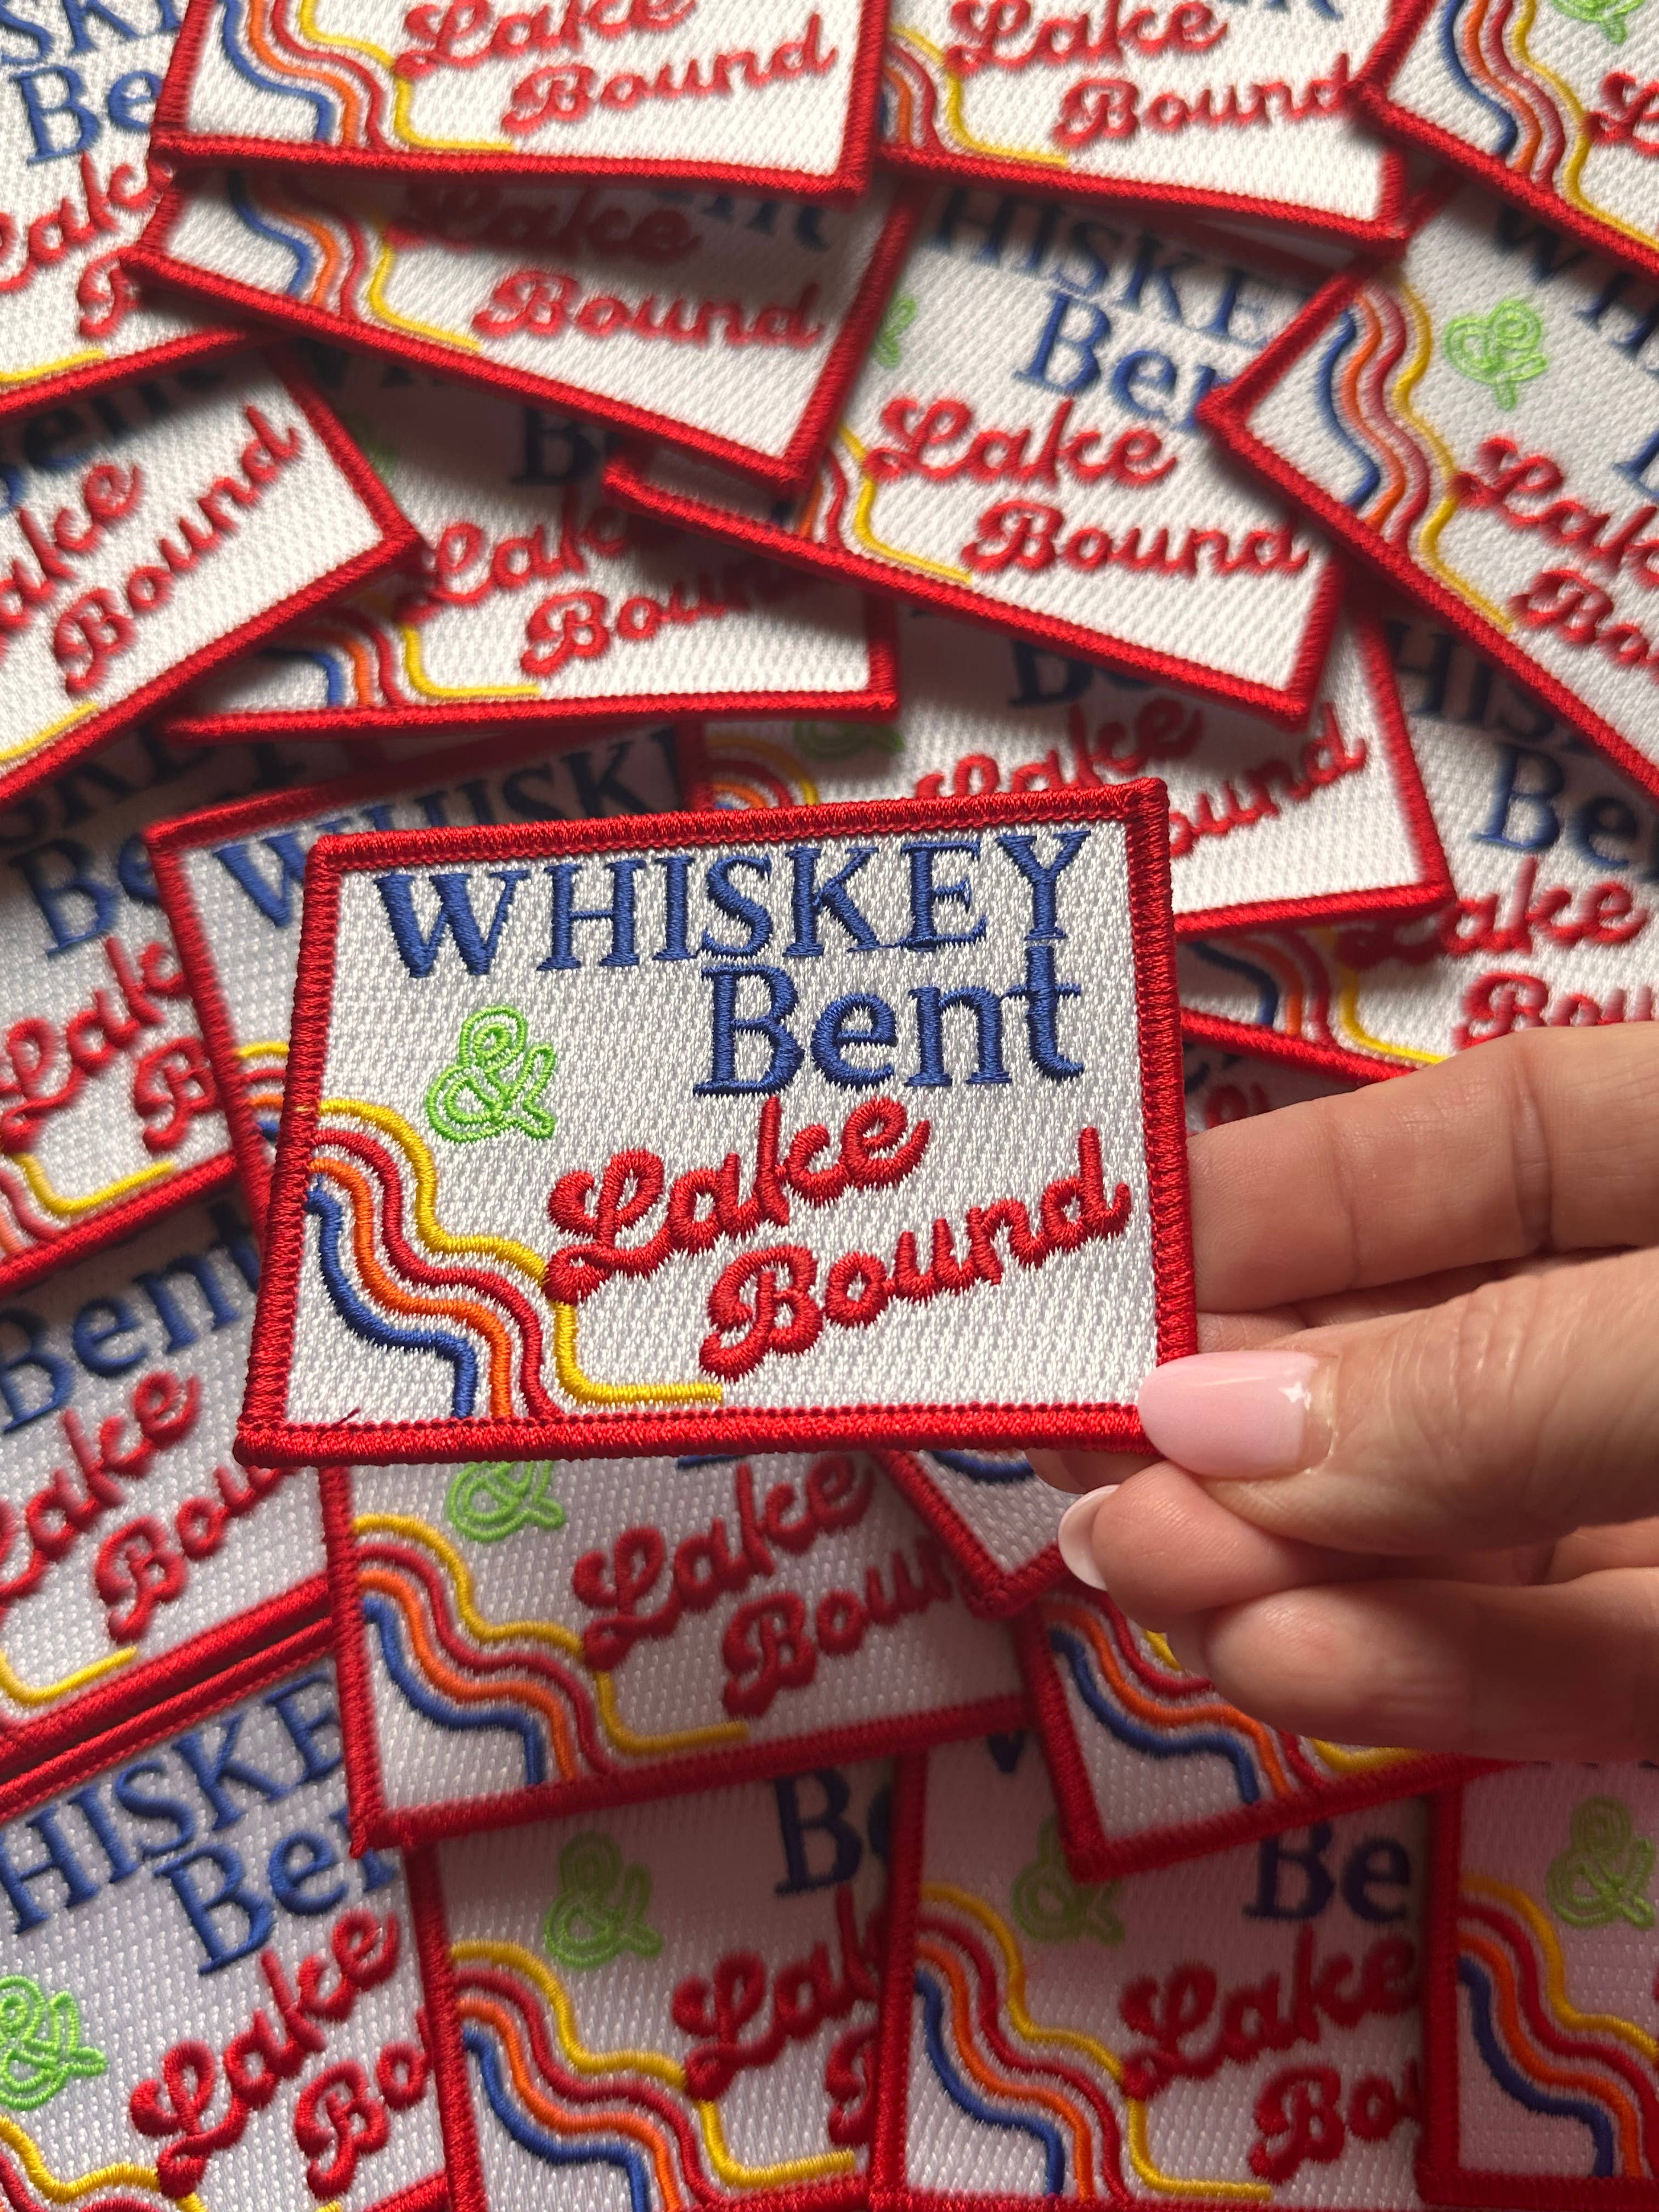 WHISKEY
Bent
&
Lake
Bound